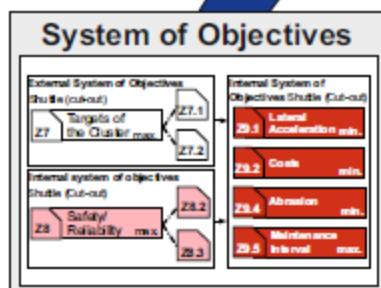 System of Objectives
External System of Objectives
Shuttle (cut-out)
Z7
Targets of
the Cluster max.
Z7.1
Z7.2
Internal system of objectives
Shuttle (Cut-out)
Z8
Safety/
Reliability max.
Z8.2
Z8.3
Internal System of
Objectives Shuttle (Cut-out)
Z9.1
Lateral
Acceleration min.
Z9.2
Costs
min.
Z9.4
Abrasion
min.
Z9.5
Maintenance
Interval max.